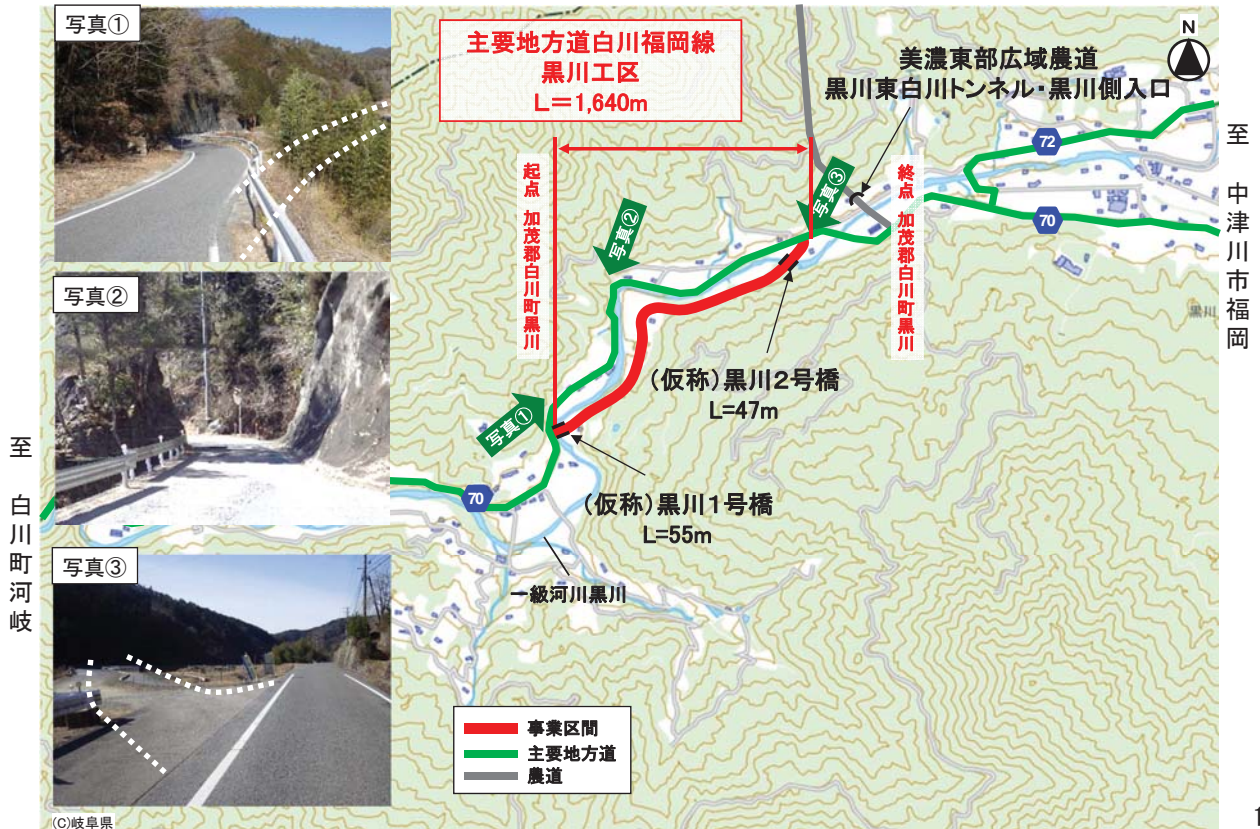 写真①
主要地方道白川福岡線
黒川工区
L=1,640m
美濃東部広域農道
黒川東白川トンネル・黒川側入口
N
72
至 中津川市福岡
起点 加茂郡白川町黒川
写真②
写真③
終点 加茂郡白川町黒川
70
写真②
黒川
(仮称)黒川2号橋
L=47m
写真①
至 白川町河岐
70
(仮称)黒川1号橋
L=55m
写真③
一級河川黒川
事業区間
主要地方道
農道
(C)岐阜県
1